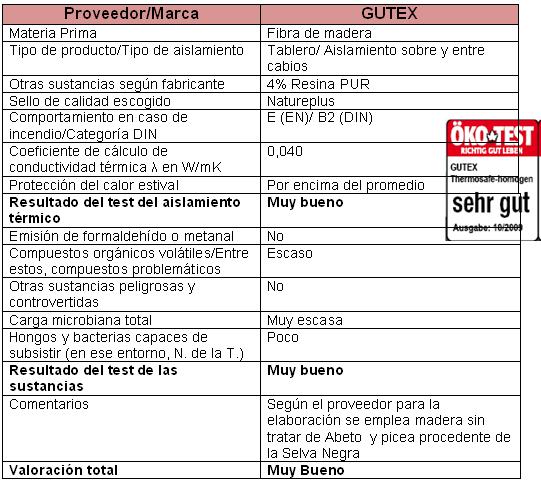 Proveedor/Marca GUTEX
Materia Prima Fibra de madera
Tipo de producto/Tipo de aislamiento Tablero/ Aislamiento sobre y entre
cabios
Otras sustancias según fabricante 4% Resina PUR
Sello de calidad escogido Natureplus
Comportamiento en caso de E (EN)/ B2 (DIN)
incendio/Categoría DIN
Coeficiente de cálculo de 0,040
conductividad térmica λ en W/mK
Protección del calor estival Por encima del promedio
Resultado del test del aislamiento Muy bueno
térmico
Emisión de formaldehído o metanal No
Compuestos orgánicos volátiles/Entre Escaso
estos, compuestos problemáticos
Otras sustancias peligrosas y No
controvertidas
Carga microbiana total Muy escasa
Hongos y bacterias capaces de Poco
subsistir (en ese entorno, N. de la T.)
Resultado del test de las Muy bueno
sustancias
Comentarios Según el proveedor para la
elaboración se emplea madera sin
tratar de Abeto y picea procedente de
la Selva Negra
Valoración total Muy Bueno
ÖKO TEST
RICHTIG GUT LEBEN
GUTEX
Thermosafe-homogen
sehr gut
Ausgabe: 10/2009